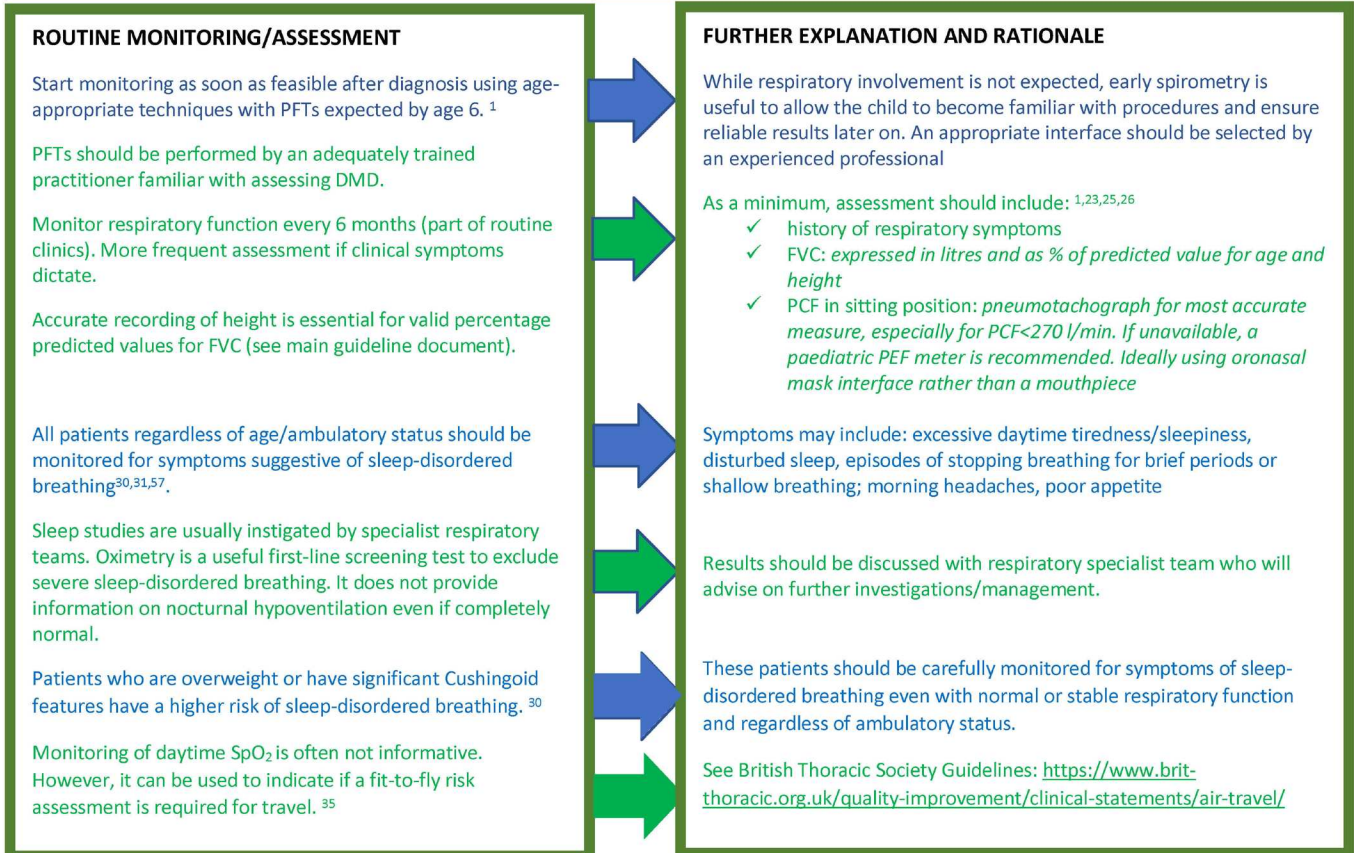 ROUTINE MONITORING/ASSESSMENT
Start monitoring as soon as feasible after diagnosis using age-
appropriate techniques with PFTs expected by age 6. 1
PFTs should be performed by an adequately trained
practitioner familiar with assessing DMD.
Monitor respiratory function every 6 months (part of routine
clinics). More frequent assessment if clinical symptoms
dictate.
Accurate recording of height is essential for valid percentage
predicted values for FVC (see main guideline document).
All patients regardless of age/ambulatory status should be
monitored for symptoms suggestive of sleep-disordered
breathing30,31,57.
Sleep studies are usually instigated by specialist respiratory
teams. Oximetry is a useful first-line screening test to exclude
severe sleep-disordered breathing. It does not provide
information on nocturnal hypoventilation even if completely
normal.
Patients who are overweight or have significant Cushingoid
features have a higher risk of sleep-disordered breathing. 30
Monitoring of daytime SpO2 is often not informative.
However, it can be used to indicate if a fit-to-fly risk
assessment is required for travel. 35
FURTHER EXPLANATION AND RATIONALE
While respiratory involvement is not expected, early spirometry is
useful to allow the child to become familiar with procedures and ensure
reliable results later on. An appropriate interface should be selected by
an experienced professional
As a minimum, assessment should include: 1,23,25,26
✓ history of respiratory symptoms
✓ FVC: expressed in litres and as % of predicted value for age and
height
✓ PCF in sitting position: pneumotachograph for most accurate
measure, especially for PCF<270 l/min. If unavailable, a
paediatric PEF meter is recommended. Ideally using oronasal
mask interface rather than a mouthpiece
Symptoms may include: excessive daytime tiredness/sleepiness,
disturbed sleep, episodes of stopping breathing for brief periods or
shallow breathing; morning headaches, poor appetite
Results should be discussed with respiratory specialist team who will
advise on further investigations/management.
These patients should be carefully monitored for symptoms of sleep-
disordered breathing even with normal or stable respiratory function
and regardless of ambulatory status.
See British Thoracic Society Guidelines: https://www.brit-
thoracic.org.uk/quality-improvement/clinical-statements/air-travel/